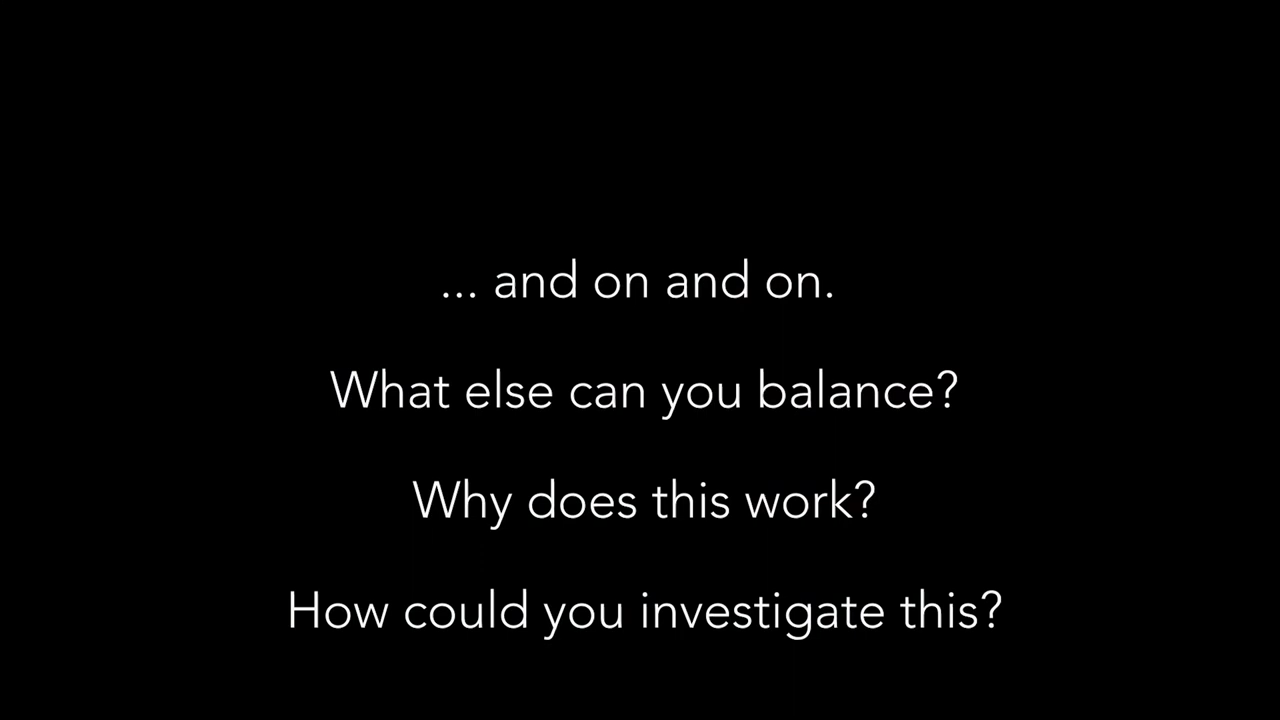 ... and on and on.
What else can you balance?
Why does this work?
How could you investigate this?